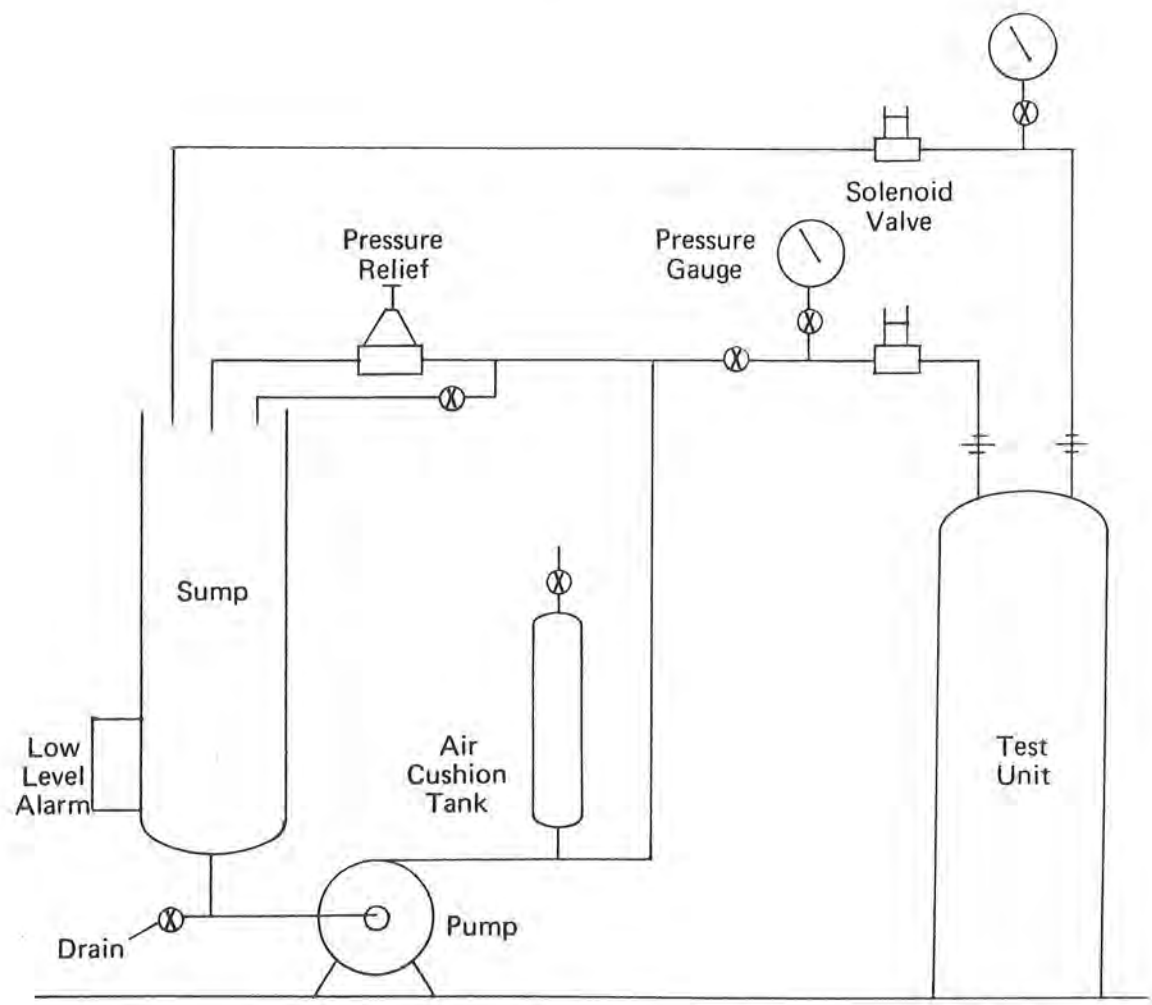 Solenoid
Valve
Pressure
Relief
Pressure
Gauge
Sump
Low
Level
Alarm
Air
Cushion
Tank
Test
Unit
Pump
Drain